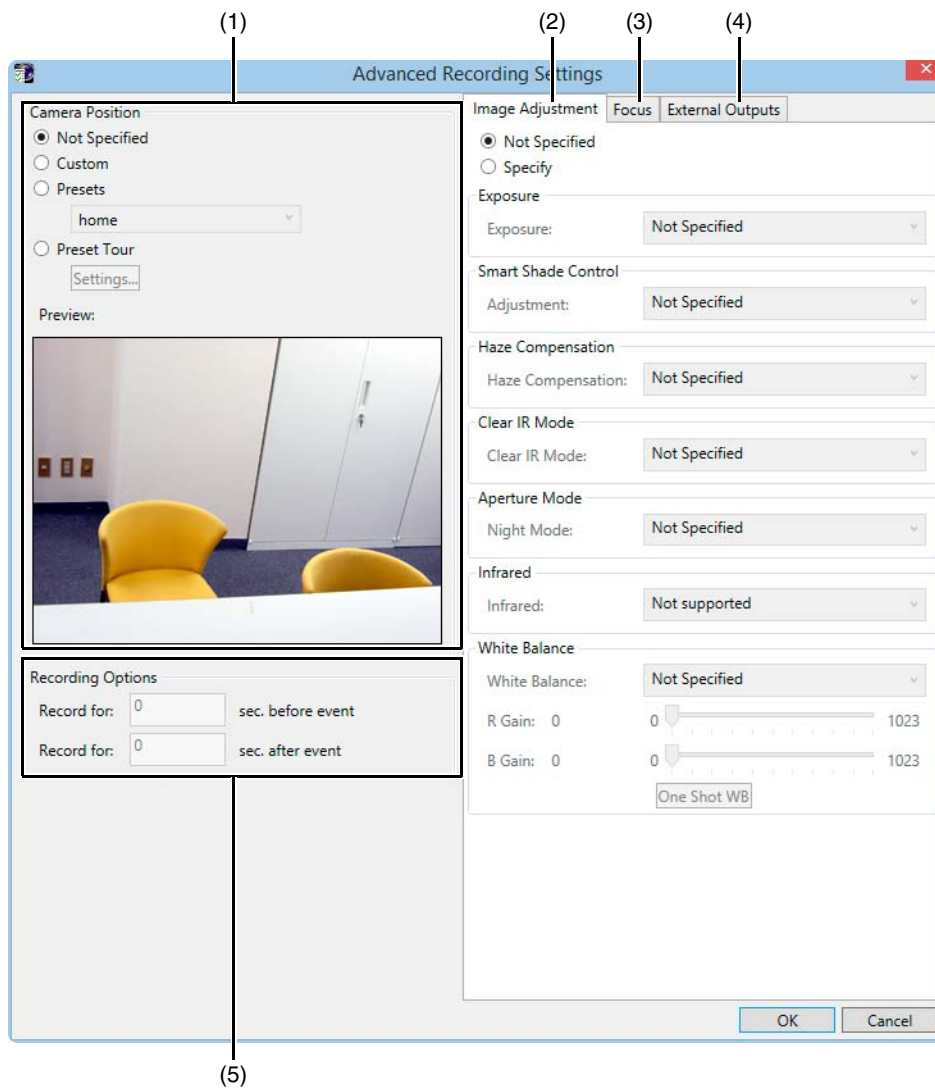 (1) (2) (3) (4)
Advanced Recording Settings
Camera Position
Not Specified
Custom
Presets
home
Preset Tour
Settings...
Preview:
Recording Options
Record for: 0 sec. before event
Record for: 0 sec. after event
Image Adjustment Focus External Outputs
Not Specified
Specify
Exposure
Exposure: Not Specified
Smart Shade Control
Adjustment: Not Specified
Haze Compensation
Haze Compensation: Not Specified
Clear IR Mode
Clear IR Mode: Not Specified
Aperture Mode
Night Mode: Not Specified
Infrared
Infrared: Not supported
White Balance
White Balance: Not Specified
R Gain: 0 0 1023
B Gain: 0 0 1023
One Shot WB
OK Cancel
(5)